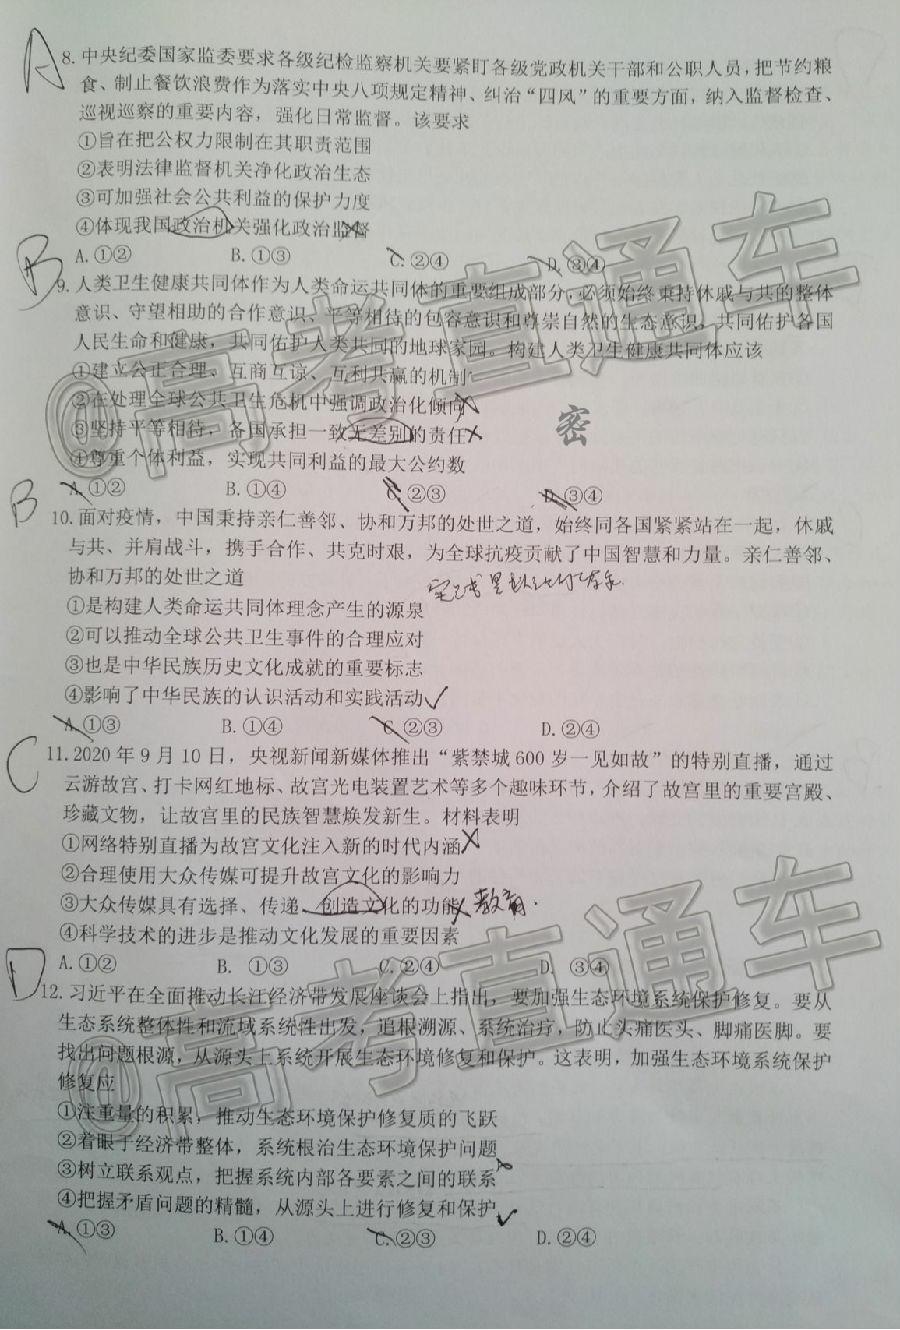 A
8. 中央纪委国家监委要求各级纪检监察机关要紧盯各级党政机关干部和公职人员，把节约粮
食、制止餐饮浪费作为落实中央八项规定精神、纠治“四风”的重要方面，纳入监督检查、
巡视巡察的重要内容，强化日常监督。该要求
①旨在把公权力限制在其职责范围
②表明法律监督机关净化政治生态
③可加强社会公共利益的保护力度
④体现我国政治机关强化政治监督
A. ①② B. ①③ C. ②④ D. ③④
B
9. 人类卫生健康共同体作为人类命运共同体的重要组成部分，必须始终秉持休戚与共的整体
意识、守望相助的合作意识、平等相待的包容意识和尊崇自然的生态意识，共同佑护各国
人民生命和健康，共同佑护人类共同的地球家园。构建人类卫生健康共同体应该
①建立公正合理、互商互谅、互利共赢的机制
②在处理全球公共卫生危机中强调政治化倾向
③坚持平等相待，各国承担一致无差别的责任
④尊重个体利益，实现共同利益的最大公约数
密
A. ①② B. ①④ C. ②③ D. ③④
B
10. 面对疫情，中国秉持亲仁善邻、协和万邦的处世之道，始终同各国紧紧站在一起，休戚
与共、并肩战斗，携手合作、共克时艰，为全球抗疫贡献了中国智慧和力量。亲仁善邻、
协和万邦的处世之道
①是构建人类命运共同体理念产生的源泉
②可以推动全球公共卫生事件的合理应对
③也是中华民族历史文化成就的重要标志
④影响了中华民族的认识活动和实践活动
A. ①③ B. ①④ C. ②③ D. ②④
C
11. 2020 年 9 月 10 日，央视新闻新媒体推出“紫禁城 600 岁一见如故”的特别直播，通过
云游故宫、打卡网红地标、故宫光电装置艺术等多个趣味环节，介绍了故宫里的重要宫殿、
珍藏文物，让故宫里的民族智慧焕发新生。材料表明
①网络特别直播为故宫文化注入新的时代内涵
②合理使用大众传媒可提升故宫文化的影响力
③大众传媒具有选择、传递、创造文化的功能 教育
④科学技术的进步是推动文化发展的重要因素
A. ①② B. ①③ C. ②④ D. ③④
D
12. 习近平在全面推动长江经济带发展座谈会上指出，要加强生态环境系统保护修复。要从
生态系统整体性和流域系统性出发，追根溯源、系统治疗，防止头痛医头、脚痛医脚。要
找出问题根源，从源头上系统开展生态环境修复和保护。这表明，加强生态环境系统保护
修复应
①注重量的积累，推动生态环境保护修复质的飞跃
②着眼于经济带整体，系统根治生态环境保护问题
③树立联系观点，把握系统内部各要素之间的联系
④把握矛盾问题的精髓，从源头上进行修复和保护
A. ①③ B. ①④ C. ②③ D. ②④
@高考直通车
@高考直通车